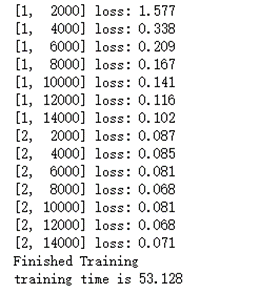 [1,  2000] loss: 1.577
[1,  4000] loss: 0.338
[1,  6000] loss: 0.209
[1,  8000] loss: 0.167
[1, 10000] loss: 0.141
[1, 12000] loss: 0.116
[1, 14000] loss: 0.102
[2,  2000] loss: 0.087
[2,  4000] loss: 0.085
[2,  6000] loss: 0.081
[2,  8000] loss: 0.068
[2, 10000] loss: 0.081
[2, 12000] loss: 0.068
[2, 14000] loss: 0.071
Finished Training
training time is 53.128